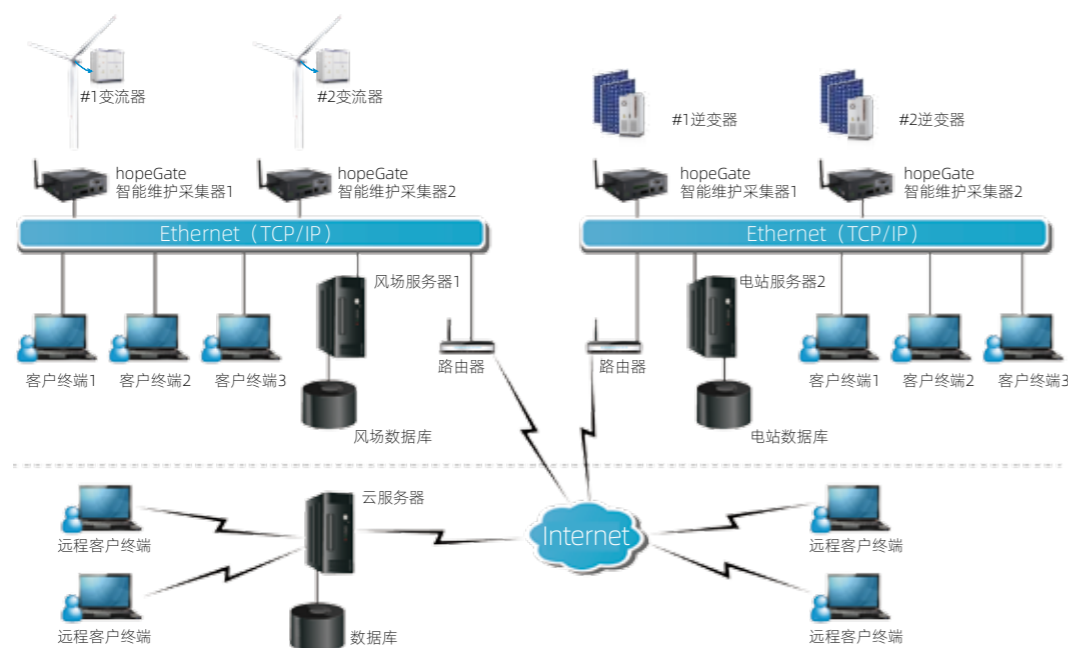 #1变流器
#2变流器
#1逆变器
#2逆变器
hopeGate
智能维护采集器1
hopeGate
智能维护采集器2
hopeGate
智能维护采集器1
hopeGate
智能维护采集器2
Ethernet（TCP/IP）
Ethernet（TCP/IP）
风场服务器1
电站服务器2
客户终端1
客户终端2
客户终端3
路由器
路由器
客户终端1
客户终端2
客户终端3
风场数据库
电站数据库
云服务器
Internet
远程客户终端
远程客户终端
远程客户终端
数据库
远程客户终端